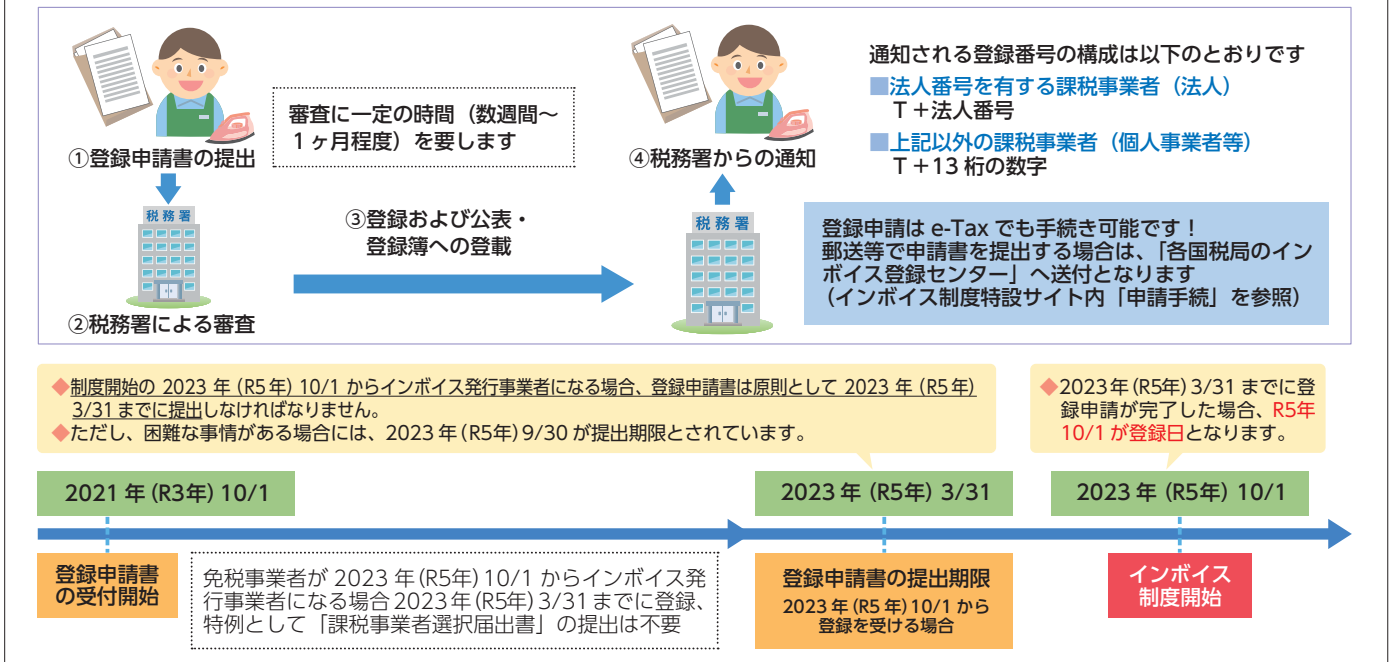 ①登録申請書の提出
審査に一定の時間（数週間～
１ヶ月程度）を要します
税務署
②税務署による審査
③登録および公表・
登録簿への登載
④税務署からの通知
税務署
通知される登録番号の構成は以下のとおりです
■法人番号を有する課税事業者（法人）
Ｔ＋法人番号
■上記以外の課税事業者（個人事業者等）
Ｔ＋13 桁の数字
登録申請は e-Tax でも手続き可能です！
郵送等で申請書を提出する場合は、「各国税局のイン
ボイス登録センター」へ送付となります
（インボイス制度特設サイト内「申請手続」を参照）
◆制度開始の 2023 年（R5年）10/1 からインボイス発行事業者になる場合、登録申請書は原則として 2023 年（R5年）
3/31 までに提出しなければなりません。
◆ただし、困難な事情がある場合には、2023年（R5年）9/30 が提出期限とされています。
◆2023年（R5年）3/31 までに登
録申請が完了した場合、R5年
10/1 が登録日となります。
2021 年（R3年）10/1
2023 年（R5年）3/31
2023 年（R5年）10/1
登録申請書
の受付開始
免税事業者が 2023 年（R5年）10/1 からインボイス発
行事業者になる場合 2023年（R5年）3/31 までに登録、
特例として「課税事業者選択届出書」の提出は不要
登録申請書の提出期限
2023 年（R5 年）10/1 から
登録を受ける場合
インボイス
制度開始